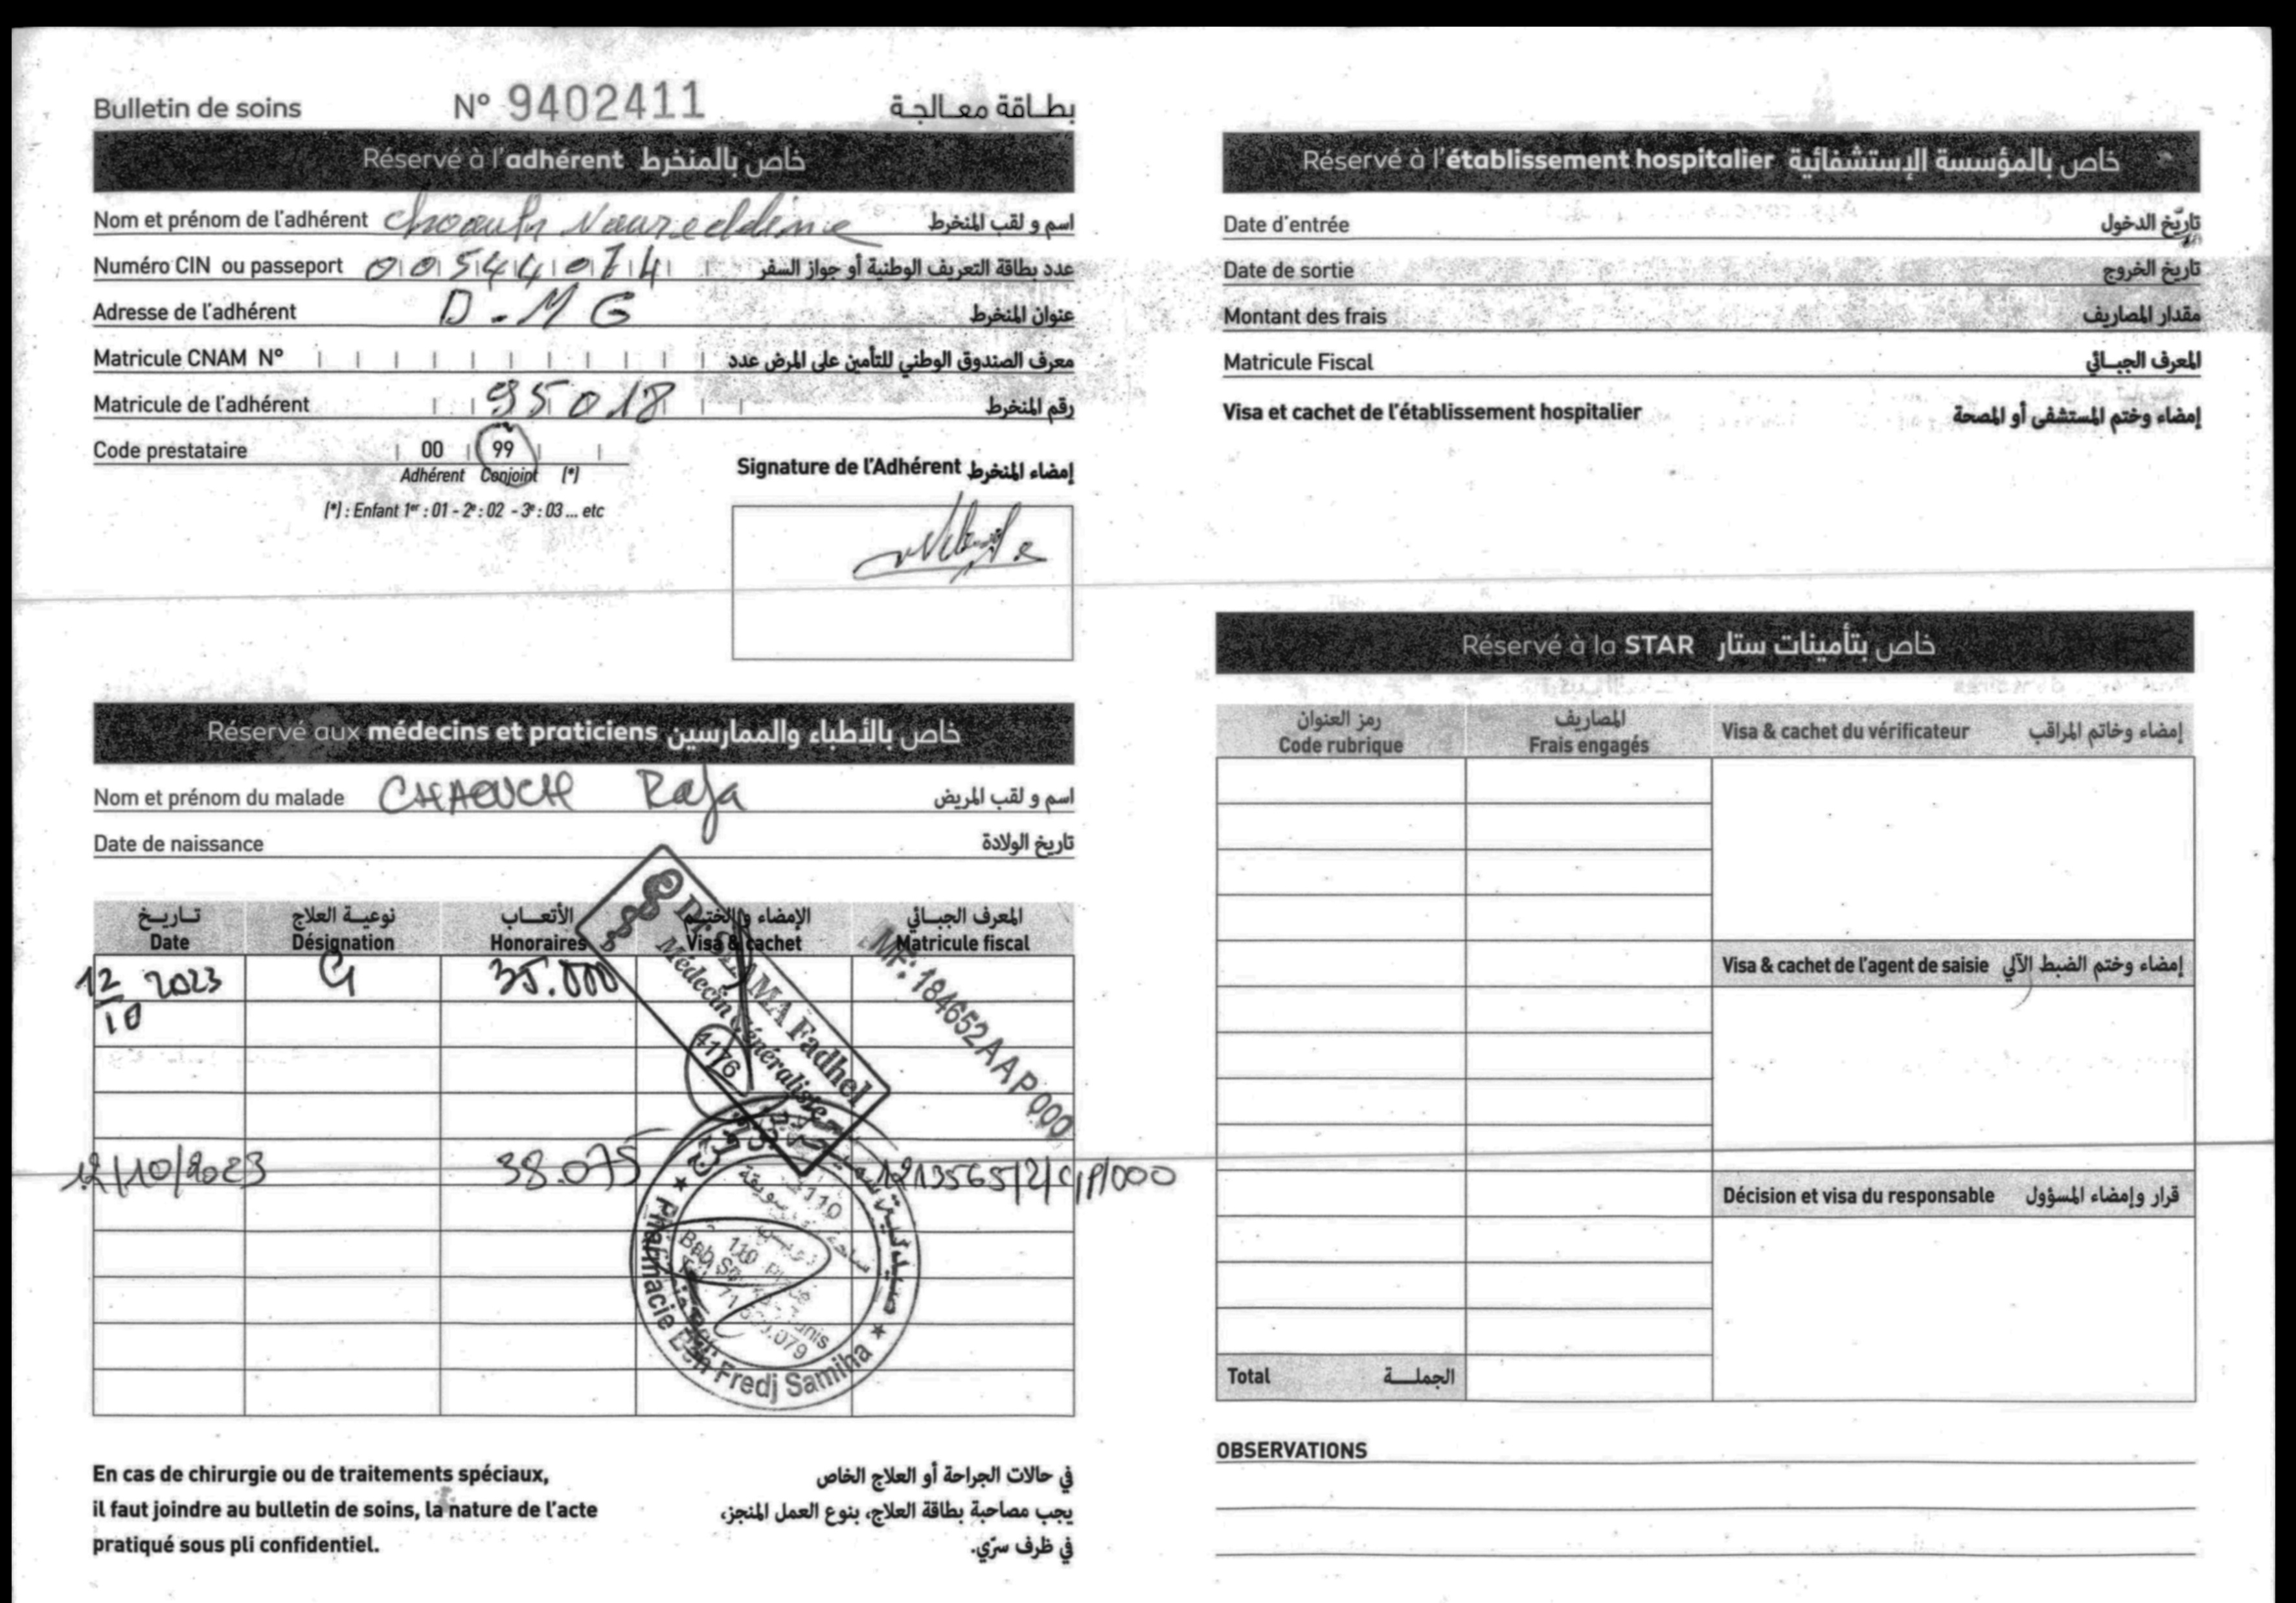 Bulletin de soins N° 9402411 بطاقة معالجة
Réservé à l'adhérent خاص بالمنخرط
Nom et prénom de l'adhérent Noureddine اسم و لقب المنخرط
Numéro CIN ou passeport عدد بطاقة التعريف الوطنية أو جواز السفر
Adresse de l'adhérent D-MG عنوان المنخرط
Matricule CNAM N° معرف الصندوق الوطني للتأمين على المرض عدد
Matricule de l'adhérent 95018 رقم المنخرط
Code prestataire 00 99
Adhérent Conjoint (*)
(*) : Enfant 1er : 01 - 2e : 02 - 3e : 03 ... etc
Signature de l'Adhérent إمضاء المنخرط
Réservé aux médecins et praticiens خاص بالأطباء والممارسين
Nom et prénom du malade CHAOUCH Raja اسم و لقب المريض
Date de naissance تاريخ الولادة
تاريخ نوعية العلاج الأتعاب الإمضاء والختم المعرف الجبائي
Date Désignation Honoraires Visa & cachet Matricule fiscal
12/10 2023 G 35.000
Dr. SLAMA Fadhel
Médecin Généraliste
4176
MF: 184652AAP000
12/10/2023 38.075 1213565/2/C/P/000
110
110
Bab
Pharmacie Ben Fredj Samiha
En cas de chirurgie ou de traitements spéciaux,
il faut joindre au bulletin de soins, la nature de l'acte
pratiqué sous pli confidentiel.
في حالات الجراحة أو العلاج الخاص
يجب مصاحبة بطاقة العلاج، بنوع العمل المنجز،
في ظرف سرّي.
Réservé à l'établissement hospitalier خاص بالمؤسسة الإستشفائية
Date d'entrée تاريخ الدخول
Date de sortie تاريخ الخروج
Montant des frais مقدار المصاريف
Matricule Fiscal المعرف الجبائي
Visa et cachet de l'établissement hospitalier إمضاء وختم المستشفى أو المصحة
Réservé à la STAR خاص بتأمينات ستار
رمز العنوان المصاريف
Code rubrique Frais engagés Visa & cachet du vérificateur إمضاء وخاتم المراقب
Visa & cachet de l'agent de saisie إمضاء وختم الضبط الآلي
Décision et visa du responsable قرار وإمضاء المسؤول
Total الجملة
OBSERVATIONS